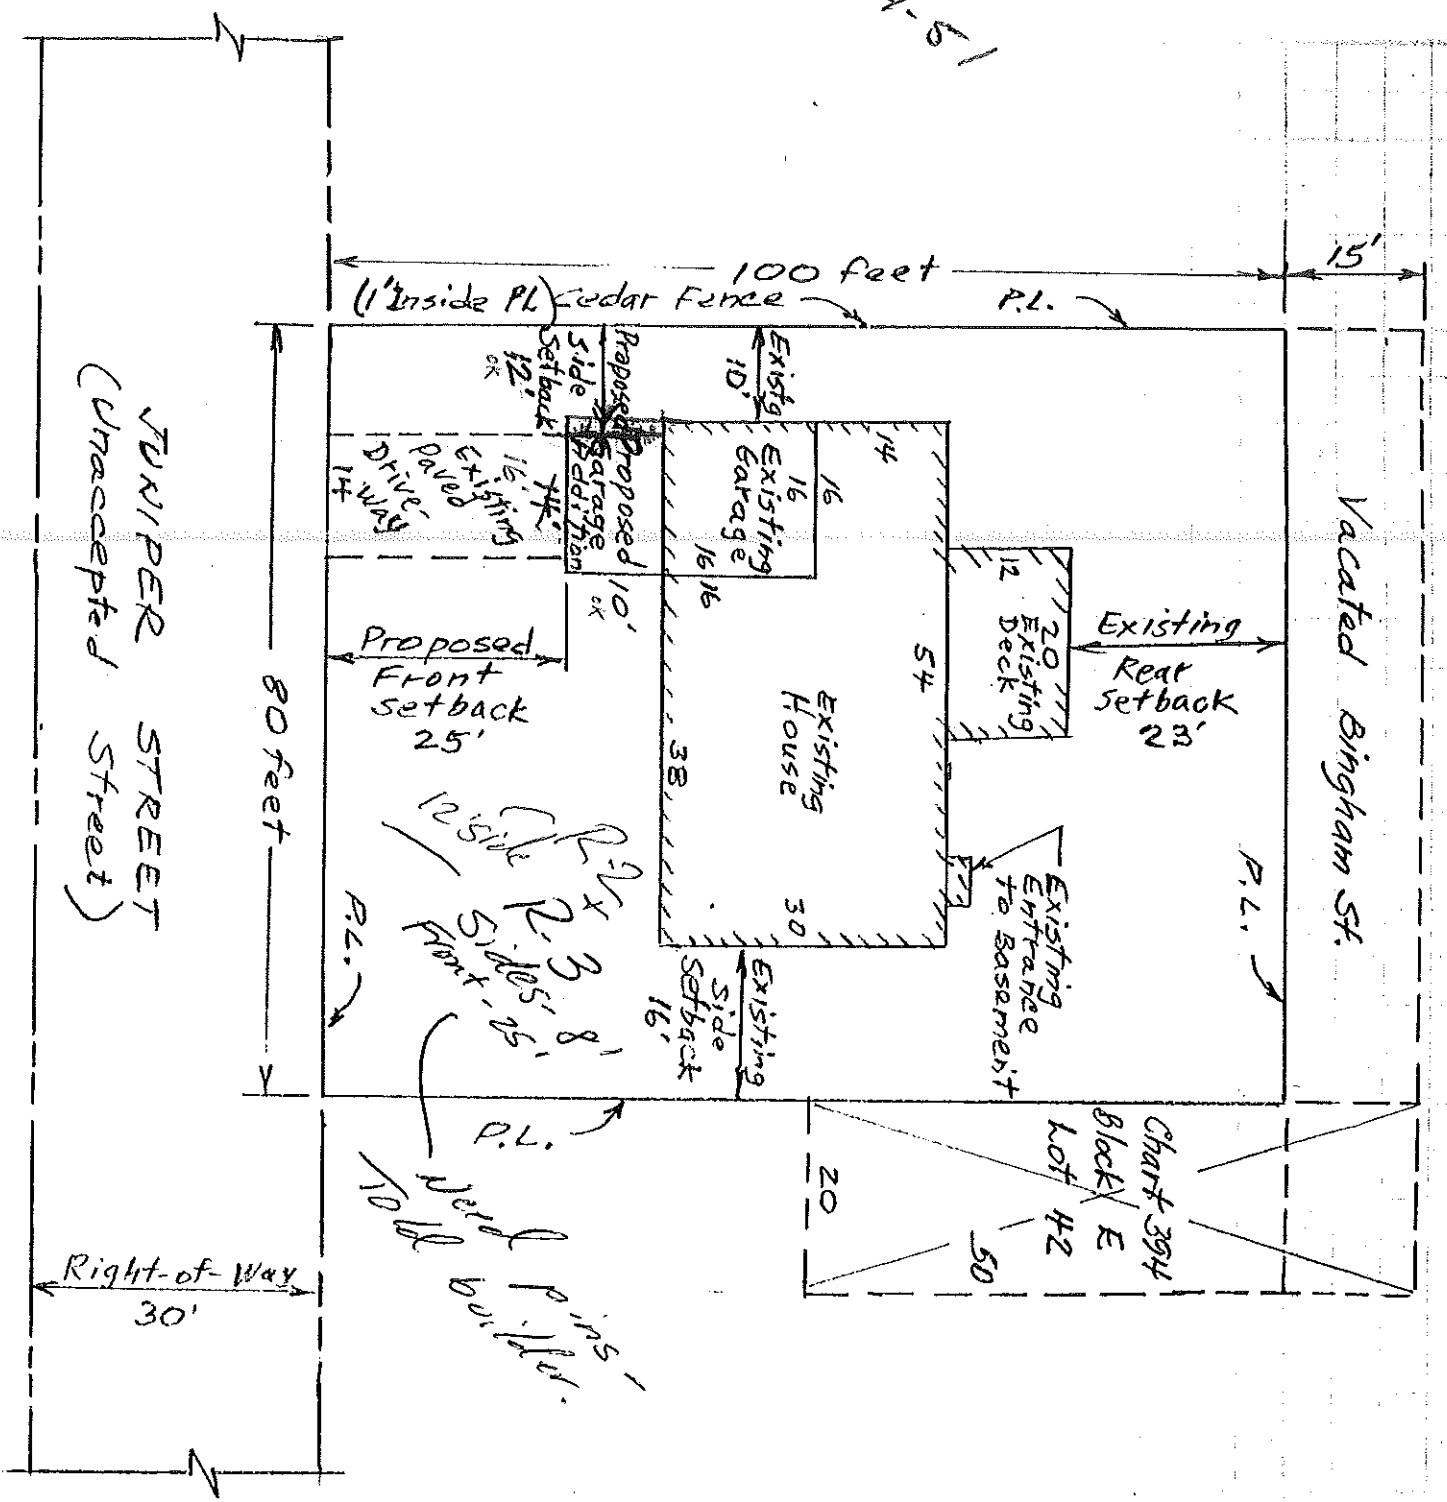 100 feet
15'
(1' Inside PL) Cedar Fence
P.L.
Proposed
Side
Setback
12'
ok
Existg
10'
Proposed
Garage
Addition
14'
16'
10'
ok
Existing
Paved
Drive-
way
14
Existing
Garage
16
16
16
16
14
54
38
30
Existing
House
12
20
Existing
Deck
Existing
Rear
Setback
23'
Proposed
Front
Setback
25'
Existing
Side
Setback
16'
Existing
Entrance
To Basement
Vacated Bingham St.
P.L.
P.L.
P.L.
80 feet
JUNIPER STREET
(Unaccepted Street)
Right-of-Way
30'
Chart 394
Block E
Lot 42
20
50
12' side
R-3
Sides, 8'
Front - 25'
Need pins,
Told builder.